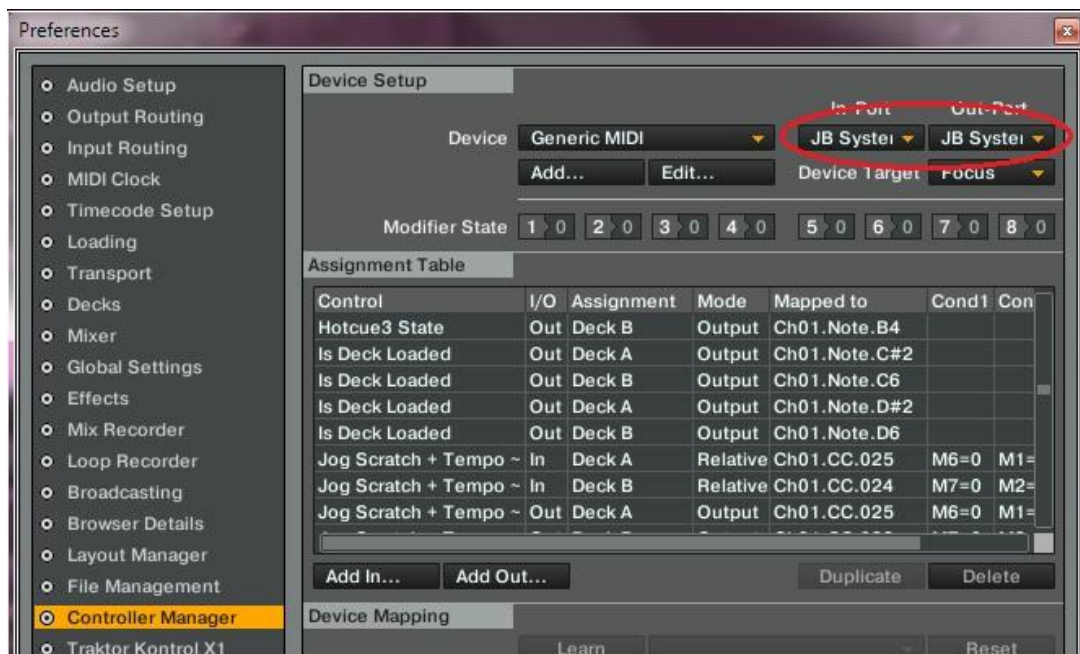 Preferences
Audio Setup
Output Routing
Input Routing
MIDI Clock
Timecode Setup
Loading
Transport
Decks
Mixer
Global Settings
Effects
Mix Recorder
Loop Recorder
Broadcasting
Browser Details
Layout Manager
File Management
Controller Manager
Traktor Kontrol X1
Device Setup
In-Port Out-Port
Device Generic MIDI JB System JB System
Add... Edit... Device Target Focus
Modifier State 1 0 2 0 3 0 4 0 5 0 6 0 7 0 8 0
Assignment Table
Control I/O Assignment Mode Mapped to Cond1 Con
Hotcue3 State Out Deck B Output Ch01.Note.B4
Is Deck Loaded Out Deck A Output Ch01.Note.C#2
Is Deck Loaded Out Deck B Output Ch01.Note.C6
Is Deck Loaded Out Deck A Output Ch01.Note.D#2
Is Deck Loaded Out Deck B Output Ch01.Note.D6
Jog Scratch + Tempo ~ In Deck A Relative Ch01.CC.025 M6=0 M1=
Jog Scratch + Tempo ~ In Deck B Relative Ch01.CC.024 M7=0 M2=
Jog Scratch + Tempo ~ Out Deck A Output Ch01.CC.025 M6=0 M1=
Add In... Add Out... Duplicate Delete
Device Mapping
Learn Reset